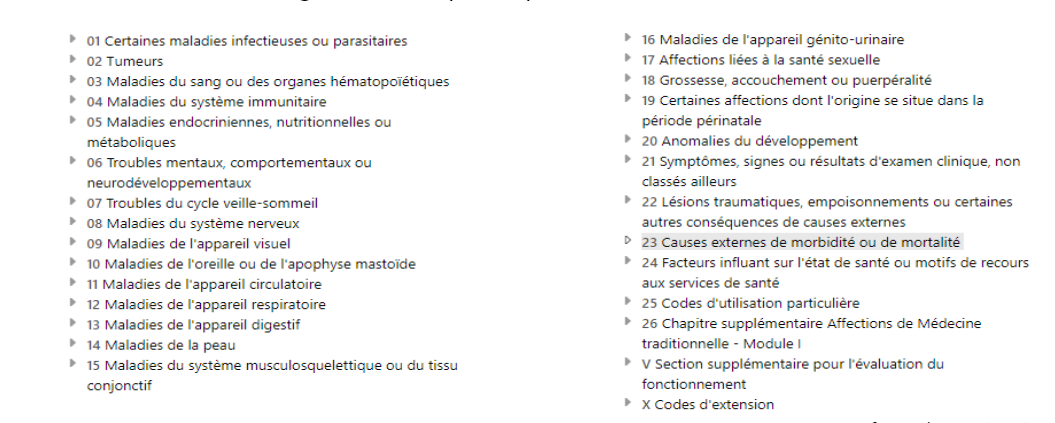 01 Certaines maladies infectieuses ou parasitaires
02 Tumeurs
03 Maladies du sang ou des organes hématopoïétiques
04 Maladies du système immunitaire
05 Maladies endocriniennes, nutritionnelles ou
métaboliques
06 Troubles mentaux, comportementaux ou
neurodéveloppementaux
07 Troubles du cycle veille-sommeil
08 Maladies du système nerveux
09 Maladies de l'appareil visuel
10 Maladies de l'oreille ou de l'apophyse mastoïde
11 Maladies de l'appareil circulatoire
12 Maladies de l'appareil respiratoire
13 Maladies de l'appareil digestif
14 Maladies de la peau
15 Maladies du système musculosquelettique ou du tissu
conjonctif
16 Maladies de l'appareil génito-urinaire
17 Affections liées à la santé sexuelle
18 Grossesse, accouchement ou puerpéralité
19 Certaines affections dont l'origine se situe dans la
période périnatale
20 Anomalies du développement
21 Symptômes, signes ou résultats d'examen clinique, non
classés ailleurs
22 Lésions traumatiques, empoisonnements ou certaines
autres conséquences de causes externes
23 Causes externes de morbidité ou de mortalité
24 Facteurs influant sur l'état de santé ou motifs de recours
aux services de santé
25 Codes d'utilisation particulière
26 Chapitre supplémentaire Affections de Médecine
traditionnelle - Module I
V Section supplémentaire pour l'évaluation du
fonctionnement
X Codes d'extension